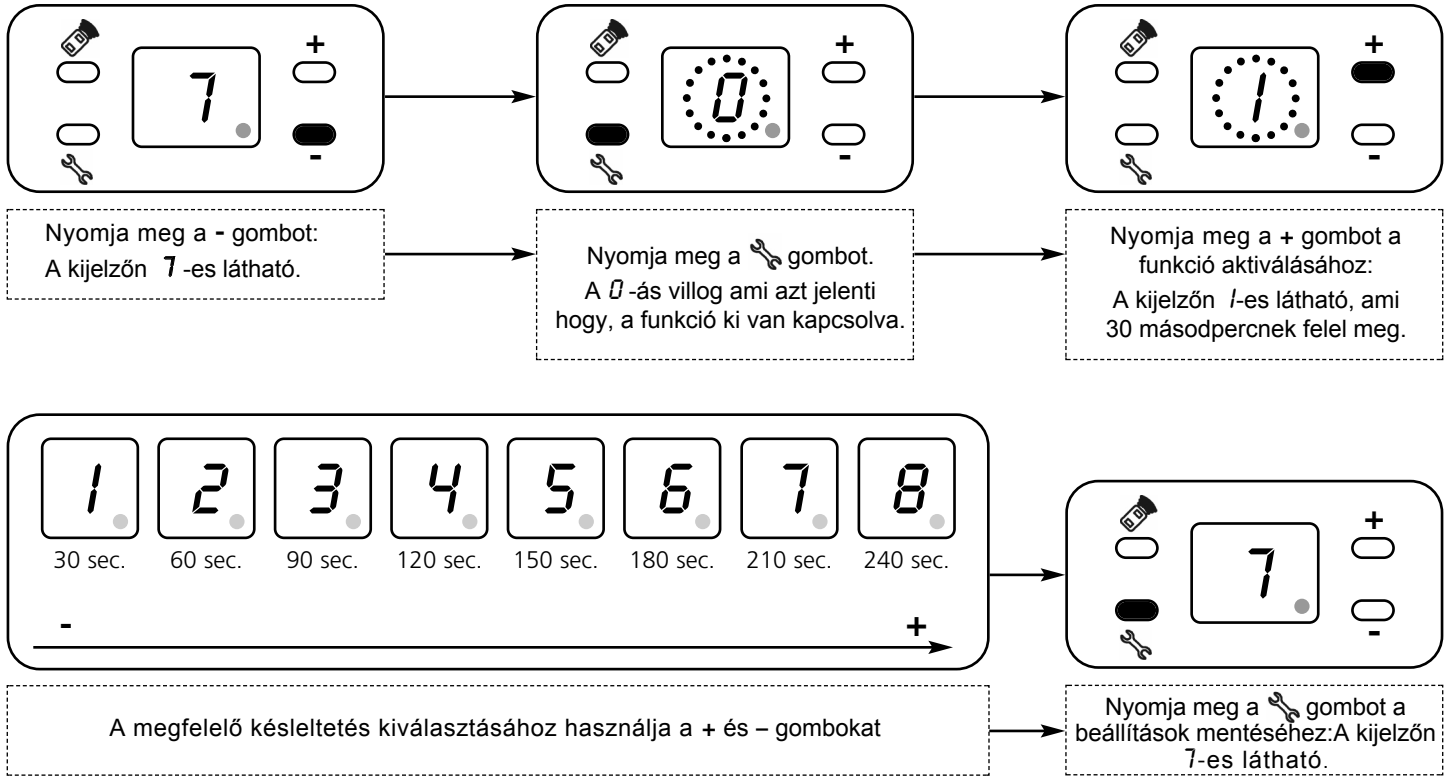 7
+
-
0
+
-
1
+
-
Nyomja meg a - gombot:
A kijelzőn 7 -es látható.
Nyomja meg a gombot.
A 0 -ás villog ami azt jelenti
hogy, a funkció ki van kapcsolva.
Nyomja meg a + gombot a
funkció aktiválásához:
A kijelzőn 1-es látható, ami
30 másodpercnek felel meg.
1 2 3 4 5 6 7 8
30 sec. 60 sec. 90 sec. 120 sec. 150 sec. 180 sec. 210 sec. 240 sec.
- +
7
+
-
A megfelelő késleltetés kiválasztásához használja a + és – gombokat
Nyomja meg a gombot a
beállítások mentéséhez:A kijelzőn
7-es látható.